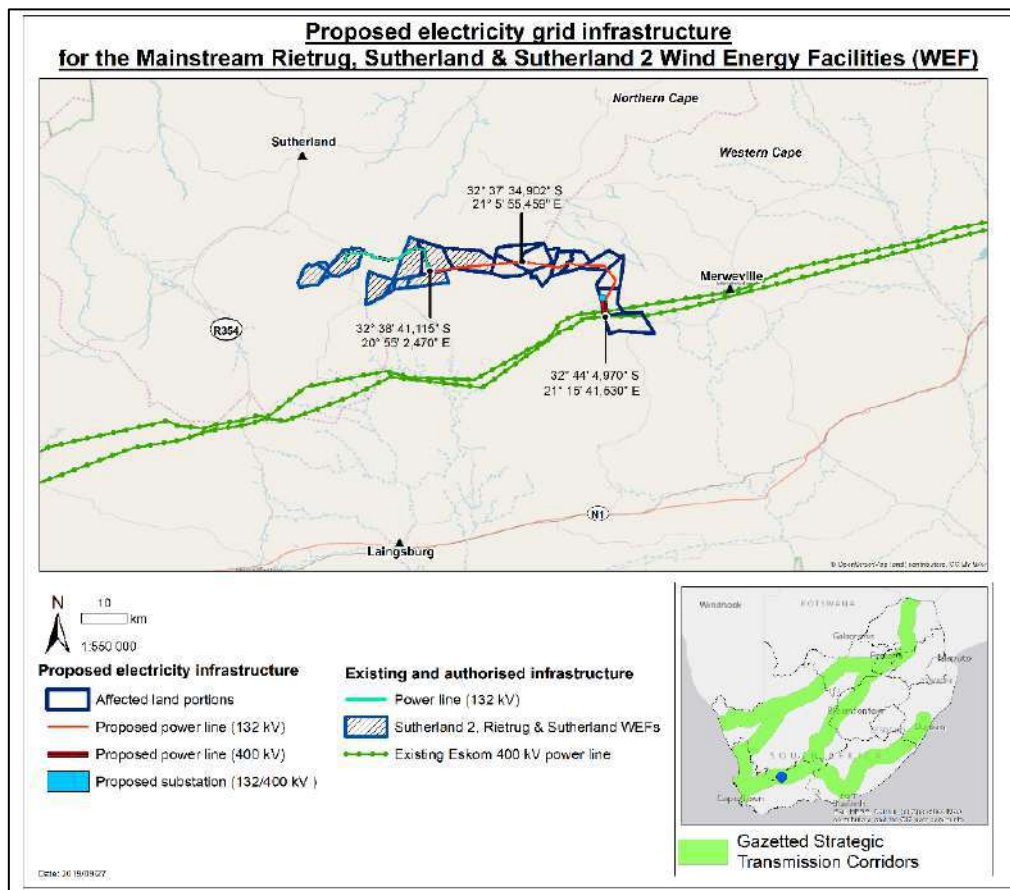 Proposed electricity grid infrastructure
for the Mainstream Rietrug, Sutherland & Sutherland 2 Wind Energy Facilities (WEF)
Northern Cape
Sutherland
Western Cape
32° 37' 34,902" S
21° 5' 55,459" E
Merweville
R354
32° 38' 41,115" S
20° 55' 2,470" E
32° 44' 4,970" S
21° 15' 41,630" E
N1
Laingsburg
N
10
km
1:550 000
Proposed electricity infrastructure
Affected land portions
Proposed power line (132 kV)
Proposed power line (400 kV)
Proposed substation (132/400 kV )
Existing and authorised infrastructure
Power line (132 kV)
Sutherland 2, Rietrug & Sutherland WEFs
Existing Eskom 400 kV power line
Windhoek
BOTSWANA
Gaborone
Maputo
SOUTH AFRICA
Gazetted Strategic
Transmission Corridors